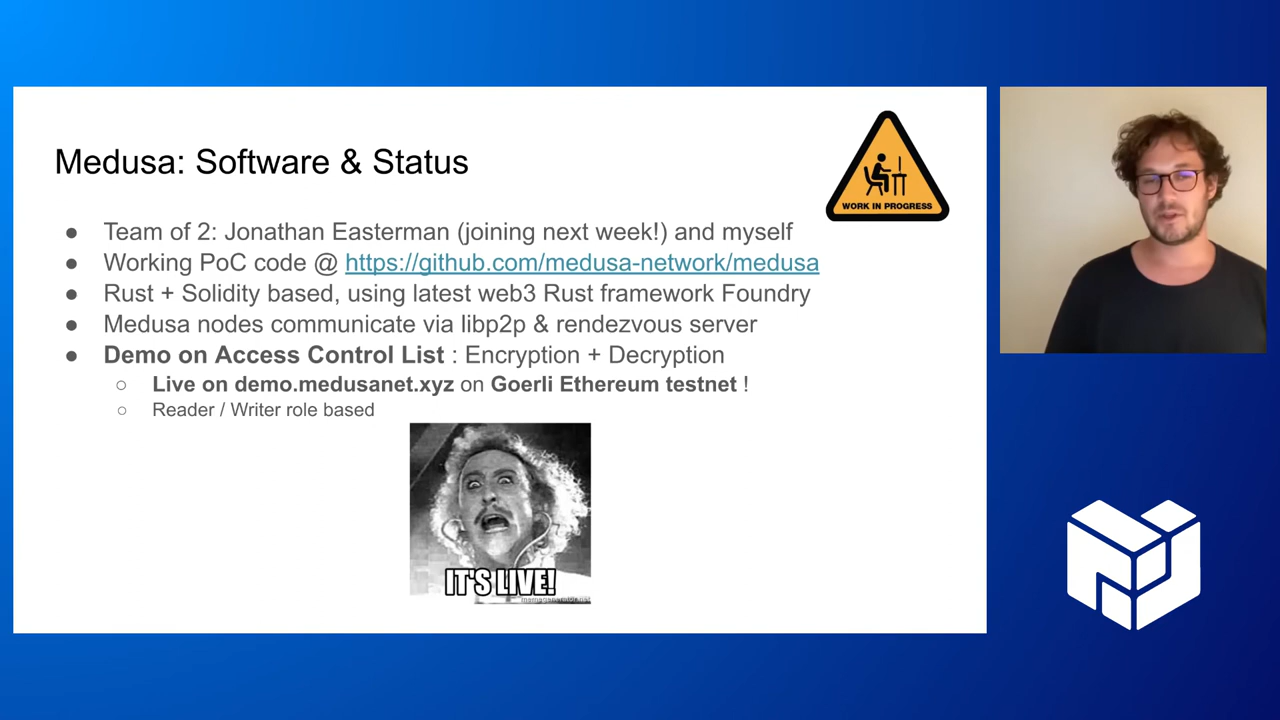 Medusa: Software & Status
WORK IN PROGRESS
● Team of 2: Jonathan Easterman (joining next week!) and myself
● Working PoC code @ https://github.com/medusa-network/medusa
● Rust + Solidity based, using latest web3 Rust framework Foundry
● Medusa nodes communicate via libp2p & rendezvous server
● Demo on Access Control List : Encryption + Decryption
○ Live on demo.medusanet.xyz on Goerli Ethereum testnet !
○ Reader / Writer role based
IT'S LIVE!
memegenerator.net